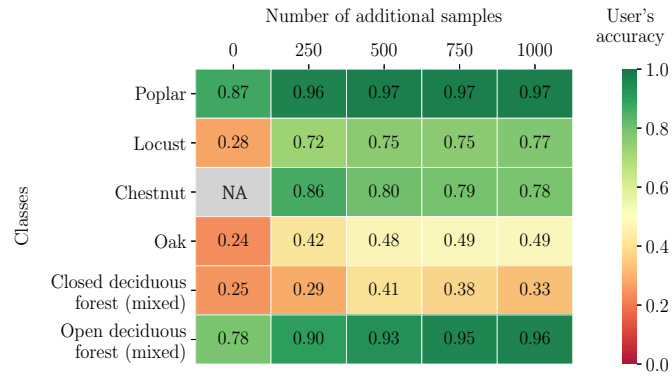 Number of additional samples
User's
accuracy
0 250 500 750 1000
Classes
Poplar 0.87 0.96 0.97 0.97 0.97
Locust 0.28 0.72 0.75 0.75 0.77
Chestnut NA 0.86 0.80 0.79 0.78
Oak 0.24 0.42 0.48 0.49 0.49
Closed deciduous
forest (mixed) 0.25 0.29 0.41 0.38 0.33
Open deciduous
forest (mixed) 0.78 0.90 0.93 0.95 0.96
1.0
0.8
0.6
0.4
0.2
0.0